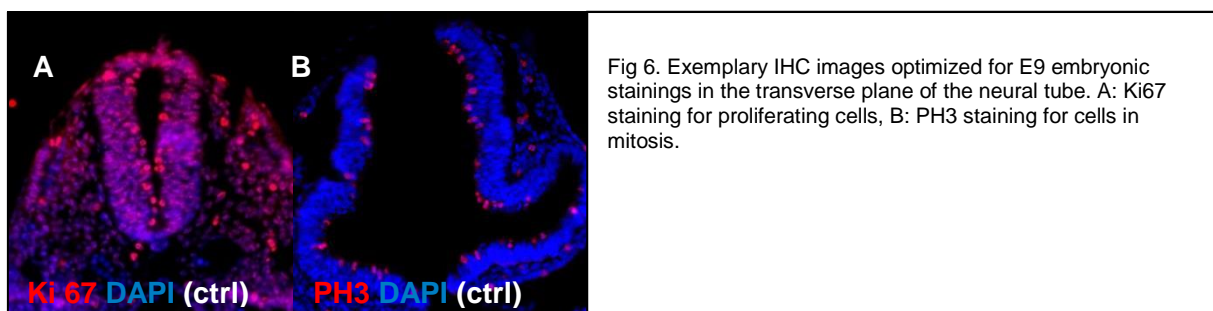 A
B
Ki 67 DAPI (ctrl)
PH3 DAPI (ctrl)
Fig 6. Exemplary IHC images optimized for E9 embryonic
stainings in the transverse plane of the neural tube. A: Ki67
staining for proliferating cells, B: PH3 staining for cells in
mitosis.